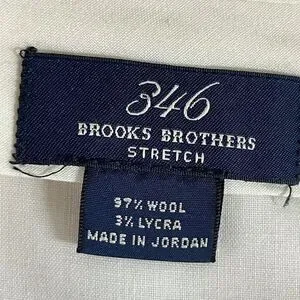 346
BROOKS BROTHERS
STRETCH
97% WOOL
3% LYCRA
MADE IN JORDAN